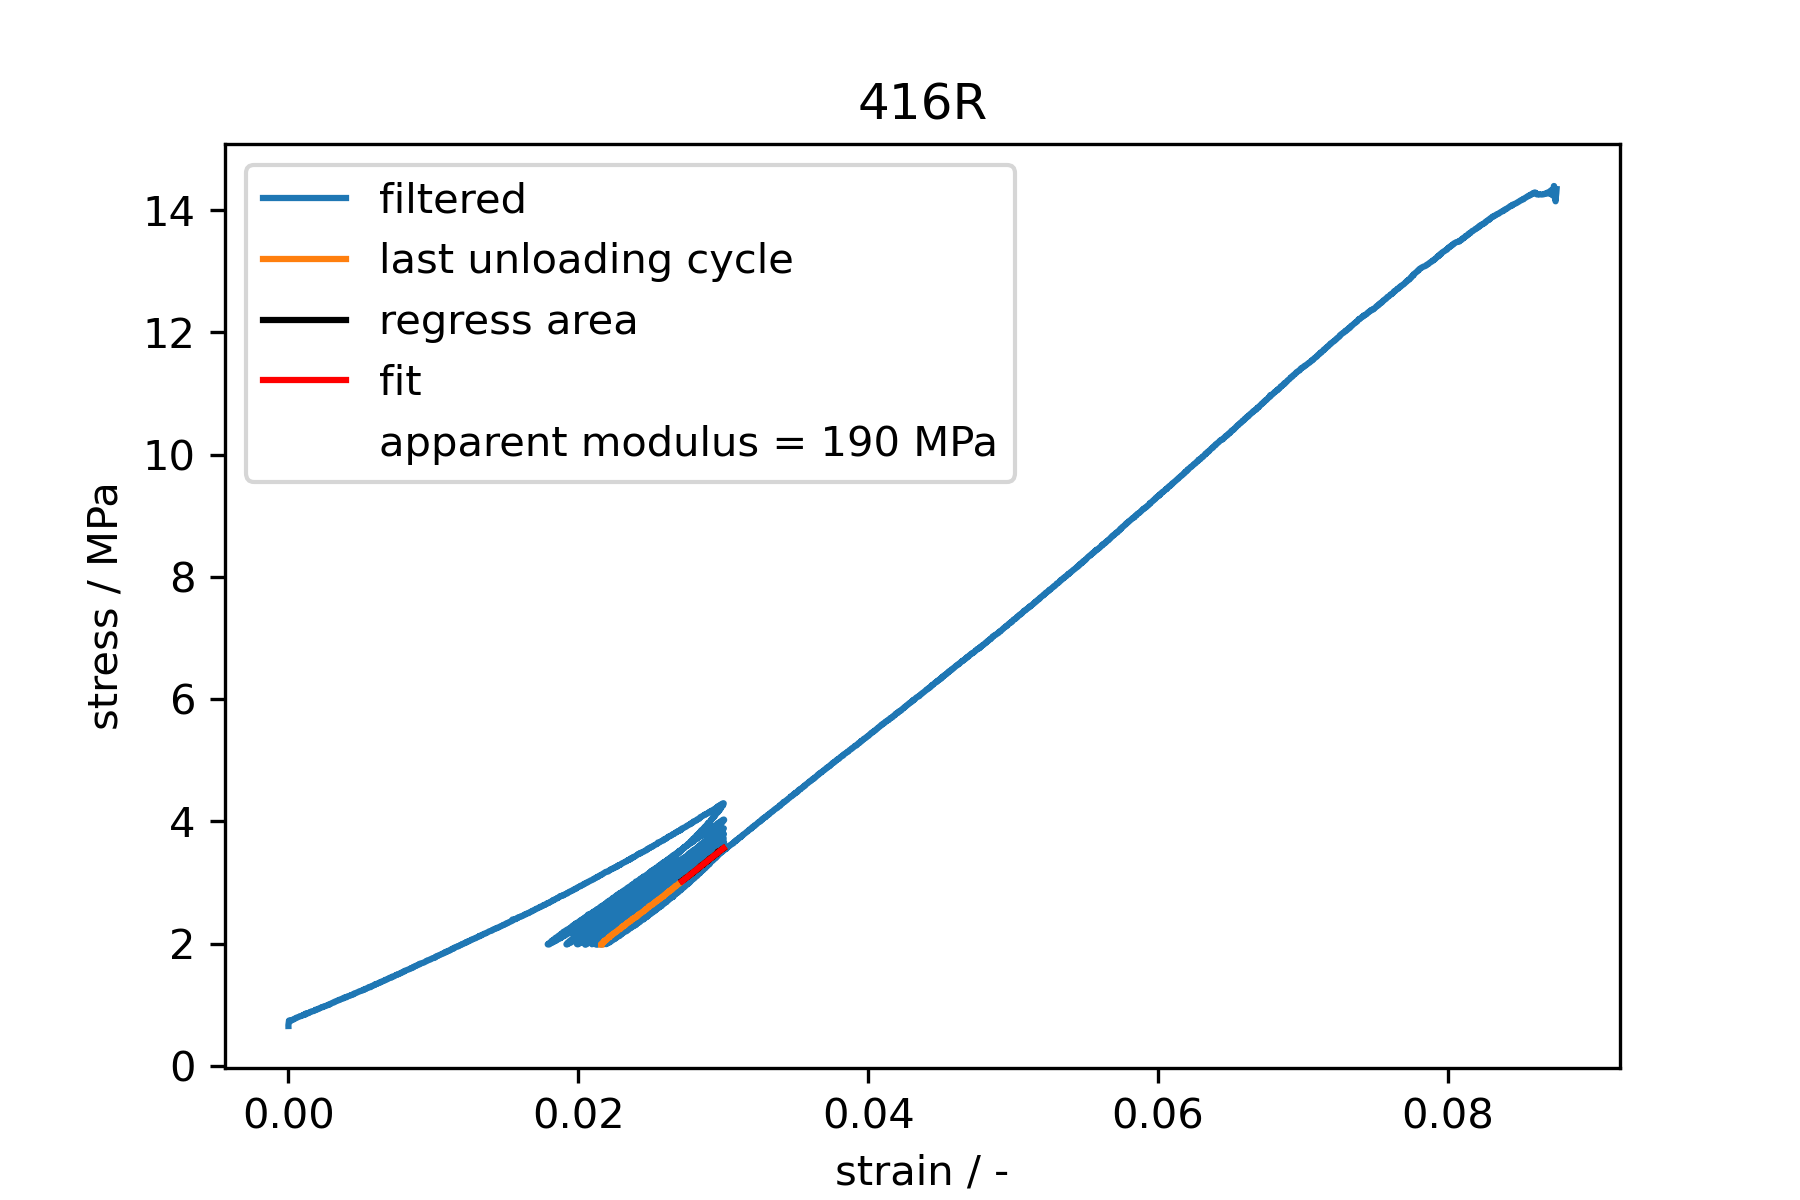 416R
filtered
last unloading cycle
regress area
fit
apparent modulus = 190 MPa
14
12
10
8
6
4
2
0
stress / MPa
0.00 0.02 0.04 0.06 0.08
strain / -